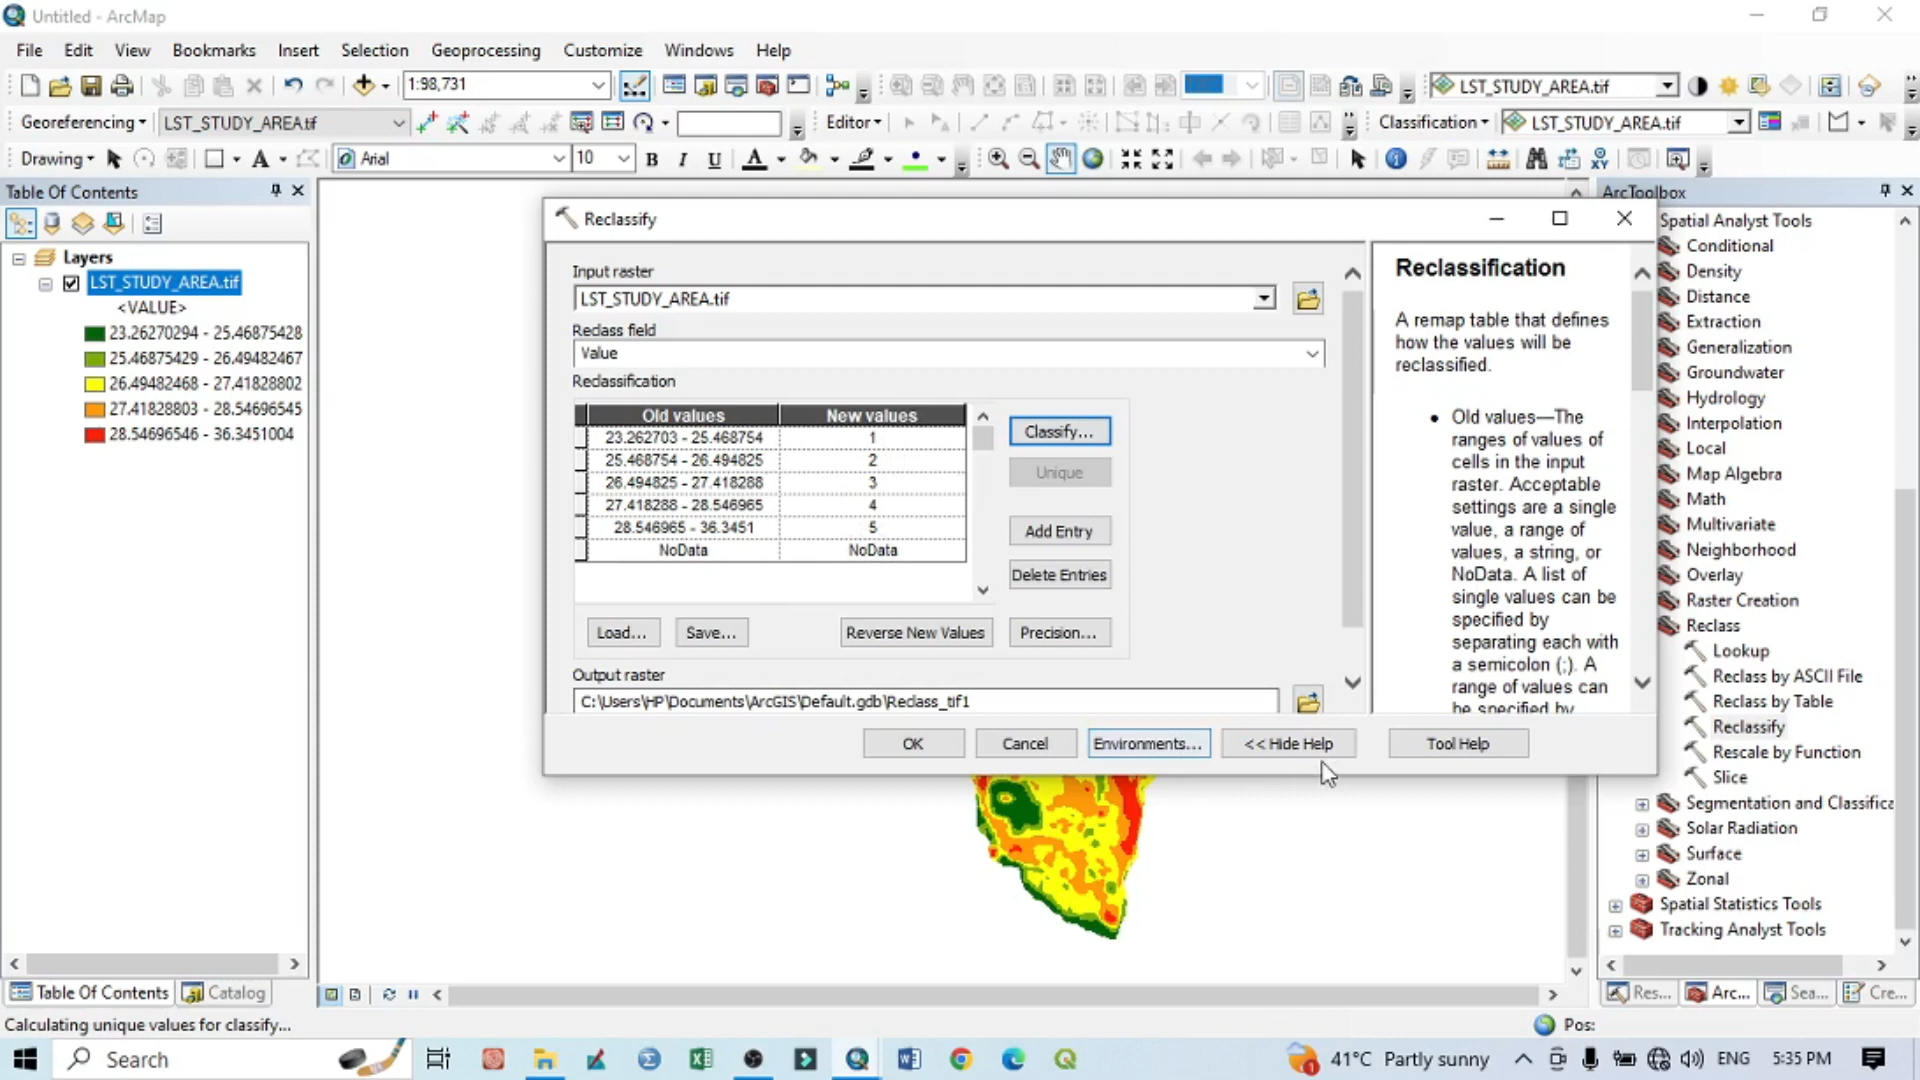 Untitled - ArcMap
File Edit View Bookmarks Insert Selection Geoprocessing Customize Windows Help
1:98,731 LST_STUDY_AREA.tif
Georeferencing LST_STUDY_AREA.tif Editor Classification LST_STUDY_AREA.tif
Drawing A Arial 10 B I U A
Table Of Contents
Layers
LST_STUDY_AREA.tif
<VALUE>
23.26270294 - 25.46875428
25.46875429 - 26.49482467
26.49482468 - 27.41828802
27.41828803 - 28.54696545
28.54696546 - 36.3451004
Table Of Contents Catalog
Calculating unique values for classify...
Reclassify
Input raster
LST_STUDY_AREA.tif
Reclass field
Value
Reclassification
Old values New values
23.262703 - 25.468754 1
25.468754 - 26.494825 2
26.494825 - 27.418288 3
27.418288 - 28.546965 4
28.546965 - 36.3451 5
NoData NoData
Classify...
Unique
Add Entry
Delete Entries
Load... Save... Reverse New Values Precision...
Output raster
C:\Users\HP\Documents\ArcGIS\Default.gdb\Reclass_tif1
OK Cancel Environments... << Hide Help Tool Help
Reclassification
A remap table that defines
how the values will be
reclassified.
• Old values—The
ranges of values of
cells in the input
raster. Acceptable
settings are a single
value, a range of
values, a string, or
NoData. A list of
single values can be
specified by
separating each with
a semicolon (;). A
range of values can
be specified by
ArcToolbox
Spatial Analyst Tools
Conditional
Density
Distance
Extraction
Generalization
Groundwater
Hydrology
Interpolation
Local
Map Algebra
Math
Multivariate
Neighborhood
Overlay
Raster Creation
Reclass
Lookup
Reclass by ASCII File
Reclass by Table
Reclassify
Rescale by Function
Slice
Segmentation and Classifica
Solar Radiation
Surface
Zonal
Spatial Statistics Tools
Tracking Analyst Tools
Res... Arc... Sea... Cre...
Pos:
Search 41°C Partly sunny ENG 5:35 PM